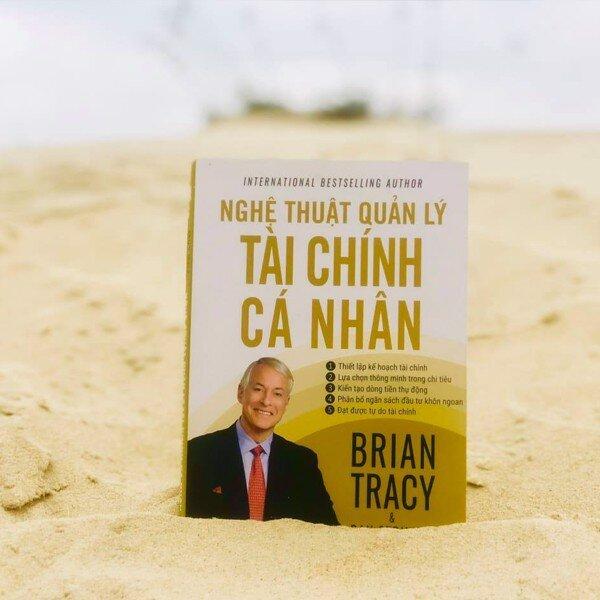 INTERNATIONAL BESTSELLING AUTHOR
NGHỆ THUẬT QUẢN LÝ
TÀI CHÍNH
CÁ NHÂN
1 Thiết lập kế hoạch tài chính
2 Lựa chọn thông minh trong chi tiêu
3 Kiến tạo dòng tiền thụ động
4 Phân bổ ngân sách đầu tư khôn ngoan
5 Đạt được tự do tài chính
BRIAN
TRACY
&